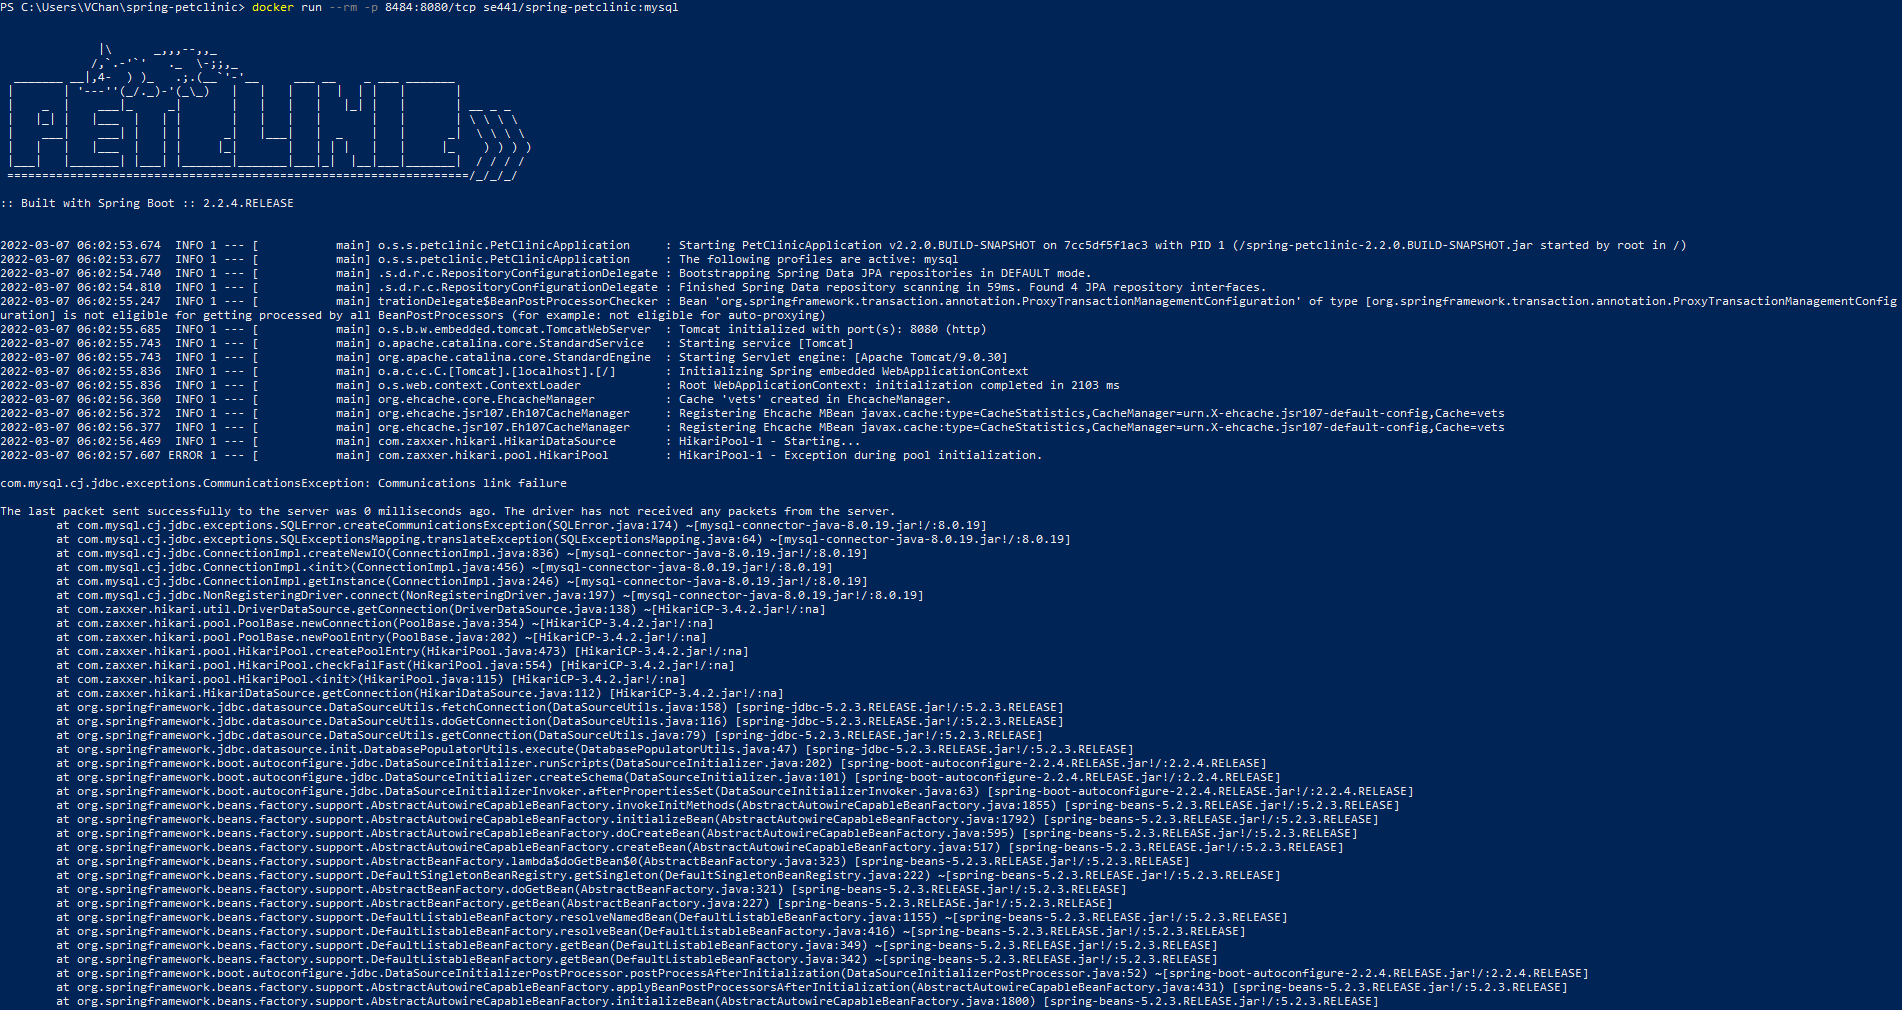 PS C:\Users\VChan\spring-petclinic> docker run --rm -p 8484:8080/tcp se441/spring-petclinic:mysql
              |\      _,,,--,,_
             /,`.-'`'   ._  \-;;,_
  _______ __|,4-  ) )_   .;.(__`'-'__     ___ __    _ ___ _______
 |       | '---''(_/._)-'(_\_)   |   |   |   |  |  | |   |       |
 |    _  |    ___|_     _|       |   |   |   |   |_| |   |       | __ _ _
 |   |_| |   |___  |   | |       |   |   |   |       |   |       | \ \ \ \
 |    ___|    ___| |   | |      _|   |___|   |  _    |   |      _|  \ \ \ \
 |   |   |   |___  |   | |     |_|       |   | | |   |   |     |_    ) ) ) )
 |___|   |_______| |___| |_______|_______|___|_|  |__|___|_______|  / / / /
 ==================================================================/_/_/_/
:: Built with Spring Boot :: 2.2.4.RELEASE
2022-03-07 06:02:53.674  INFO 1 --- [           main] o.s.s.petclinic.PetClinicApplication     : Starting PetClinicApplication v2.2.0.BUILD-SNAPSHOT on 7cc5df5f1ac3 with PID 1 (/spring-petclinic-2.2.0.BUILD-SNAPSHOT.jar started by root in /)
2022-03-07 06:02:53.677  INFO 1 --- [           main] o.s.s.petclinic.PetClinicApplication     : The following profiles are active: mysql
2022-03-07 06:02:54.740  INFO 1 --- [           main] .s.d.r.c.RepositoryConfigurationDelegate : Bootstrapping Spring Data JPA repositories in DEFAULT mode.
2022-03-07 06:02:54.810  INFO 1 --- [           main] .s.d.r.c.RepositoryConfigurationDelegate : Finished Spring Data repository scanning in 59ms. Found 4 JPA repository interfaces.
2022-03-07 06:02:55.247  INFO 1 --- [           main] trationDelegate$BeanPostProcessorChecker : Bean 'org.springframework.transaction.annotation.ProxyTransactionManagementConfiguration' of type [org.springframework.transaction.annotation.ProxyTransactionManagementConfig
uration] is not eligible for getting processed by all BeanPostProcessors (for example: not eligible for auto-proxying)
2022-03-07 06:02:55.685  INFO 1 --- [           main] o.s.b.w.embedded.tomcat.TomcatWebServer  : Tomcat initialized with port(s): 8080 (http)
2022-03-07 06:02:55.743  INFO 1 --- [           main] o.apache.catalina.core.StandardService   : Starting service [Tomcat]
2022-03-07 06:02:55.743  INFO 1 --- [           main] org.apache.catalina.core.StandardEngine  : Starting Servlet engine: [Apache Tomcat/9.0.30]
2022-03-07 06:02:55.836  INFO 1 --- [           main] o.a.c.c.C.[Tomcat].[localhost].[/]       : Initializing Spring embedded WebApplicationContext
2022-03-07 06:02:55.836  INFO 1 --- [           main] o.s.web.context.ContextLoader            : Root WebApplicationContext: initialization completed in 2103 ms
2022-03-07 06:02:56.360  INFO 1 --- [           main] org.ehcache.core.EhcacheManager          : Cache 'vets' created in EhcacheManager.
2022-03-07 06:02:56.372  INFO 1 --- [           main] org.ehcache.jsr107.Eh107CacheManager     : Registering Ehcache MBean javax.cache:type=CacheStatistics,CacheManager=urn.X-ehcache.jsr107-default-config,Cache=vets
2022-03-07 06:02:56.377  INFO 1 --- [           main] org.ehcache.jsr107.Eh107CacheManager     : Registering Ehcache MBean javax.cache:type=CacheStatistics,CacheManager=urn.X-ehcache.jsr107-default-config,Cache=vets
2022-03-07 06:02:56.469  INFO 1 --- [           main] com.zaxxer.hikari.HikariDataSource       : HikariPool-1 - Starting...
2022-03-07 06:02:57.607 ERROR 1 --- [           main] com.zaxxer.hikari.pool.HikariPool        : HikariPool-1 - Exception during pool initialization.
com.mysql.cj.jdbc.exceptions.CommunicationsException: Communications link failure
The last packet sent successfully to the server was 0 milliseconds ago. The driver has not received any packets from the server.
        at com.mysql.cj.jdbc.exceptions.SQLError.createCommunicationsException(SQLError.java:174) ~[mysql-connector-java-8.0.19.jar!/:8.0.19]
        at com.mysql.cj.jdbc.exceptions.SQLExceptionsMapping.translateException(SQLExceptionsMapping.java:64) ~[mysql-connector-java-8.0.19.jar!/:8.0.19]
        at com.mysql.cj.jdbc.ConnectionImpl.createNewIO(ConnectionImpl.java:836) ~[mysql-connector-java-8.0.19.jar!/:8.0.19]
        at com.mysql.cj.jdbc.ConnectionImpl.<init>(ConnectionImpl.java:456) ~[mysql-connector-java-8.0.19.jar!/:8.0.19]
        at com.mysql.cj.jdbc.ConnectionImpl.getInstance(ConnectionImpl.java:246) ~[mysql-connector-java-8.0.19.jar!/:8.0.19]
        at com.mysql.cj.jdbc.NonRegisteringDriver.connect(NonRegisteringDriver.java:197) ~[mysql-connector-java-8.0.19.jar!/:8.0.19]
        at com.zaxxer.hikari.util.DriverDataSource.getConnection(DriverDataSource.java:138) ~[HikariCP-3.4.2.jar!/:na]
        at com.zaxxer.hikari.pool.PoolBase.newConnection(PoolBase.java:354) ~[HikariCP-3.4.2.jar!/:na]
        at com.zaxxer.hikari.pool.PoolBase.newPoolEntry(PoolBase.java:202) ~[HikariCP-3.4.2.jar!/:na]
        at com.zaxxer.hikari.pool.HikariPool.createPoolEntry(HikariPool.java:473) [HikariCP-3.4.2.jar!/:na]
        at com.zaxxer.hikari.pool.HikariPool.checkFailFast(HikariPool.java:554) [HikariCP-3.4.2.jar!/:na]
        at com.zaxxer.hikari.pool.HikariPool.<init>(HikariPool.java:115) [HikariCP-3.4.2.jar!/:na]
        at com.zaxxer.hikari.HikariDataSource.getConnection(HikariDataSource.java:112) [HikariCP-3.4.2.jar!/:na]
        at org.springframework.jdbc.datasource.DataSourceUtils.fetchConnection(DataSourceUtils.java:158) [spring-jdbc-5.2.3.RELEASE.jar!/:5.2.3.RELEASE]
        at org.springframework.jdbc.datasource.DataSourceUtils.doGetConnection(DataSourceUtils.java:116) [spring-jdbc-5.2.3.RELEASE.jar!/:5.2.3.RELEASE]
        at org.springframework.jdbc.datasource.DataSourceUtils.getConnection(DataSourceUtils.java:79) [spring-jdbc-5.2.3.RELEASE.jar!/:5.2.3.RELEASE]
        at org.springframework.jdbc.datasource.init.DatabasePopulatorUtils.execute(DatabasePopulatorUtils.java:47) [spring-jdbc-5.2.3.RELEASE.jar!/:5.2.3.RELEASE]
        at org.springframework.boot.autoconfigure.jdbc.DataSourceInitializer.runScripts(DataSourceInitializer.java:202) [spring-boot-autoconfigure-2.2.4.RELEASE.jar!/:2.2.4.RELEASE]
        at org.springframework.boot.autoconfigure.jdbc.DataSourceInitializer.createSchema(DataSourceInitializer.java:101) [spring-boot-autoconfigure-2.2.4.RELEASE.jar!/:2.2.4.RELEASE]
        at org.springframework.boot.autoconfigure.jdbc.DataSourceInitializerInvoker.afterPropertiesSet(DataSourceInitializerInvoker.java:63) [spring-boot-autoconfigure-2.2.4.RELEASE.jar!/:2.2.4.RELEASE]
        at org.springframework.beans.factory.support.AbstractAutowireCapableBeanFactory.invokeInitMethods(AbstractAutowireCapableBeanFactory.java:1855) [spring-beans-5.2.3.RELEASE.jar!/:5.2.3.RELEASE]
        at org.springframework.beans.factory.support.AbstractAutowireCapableBeanFactory.initializeBean(AbstractAutowireCapableBeanFactory.java:1792) [spring-beans-5.2.3.RELEASE.jar!/:5.2.3.RELEASE]
        at org.springframework.beans.factory.support.AbstractAutowireCapableBeanFactory.doCreateBean(AbstractAutowireCapableBeanFactory.java:595) [spring-beans-5.2.3.RELEASE.jar!/:5.2.3.RELEASE]
        at org.springframework.beans.factory.support.AbstractAutowireCapableBeanFactory.createBean(AbstractAutowireCapableBeanFactory.java:517) [spring-beans-5.2.3.RELEASE.jar!/:5.2.3.RELEASE]
        at org.springframework.beans.factory.support.AbstractBeanFactory.lambda$doGetBean$0(AbstractBeanFactory.java:323) [spring-beans-5.2.3.RELEASE.jar!/:5.2.3.RELEASE]
        at org.springframework.beans.factory.support.DefaultSingletonBeanRegistry.getSingleton(DefaultSingletonBeanRegistry.java:222) ~[spring-beans-5.2.3.RELEASE.jar!/:5.2.3.RELEASE]
        at org.springframework.beans.factory.support.AbstractBeanFactory.doGetBean(AbstractBeanFactory.java:321) [spring-beans-5.2.3.RELEASE.jar!/:5.2.3.RELEASE]
        at org.springframework.beans.factory.support.AbstractBeanFactory.getBean(AbstractBeanFactory.java:227) [spring-beans-5.2.3.RELEASE.jar!/:5.2.3.RELEASE]
        at org.springframework.beans.factory.support.DefaultListableBeanFactory.resolveNamedBean(DefaultListableBeanFactory.java:1155) ~[spring-beans-5.2.3.RELEASE.jar!/:5.2.3.RELEASE]
        at org.springframework.beans.factory.support.DefaultListableBeanFactory.resolveBean(DefaultListableBeanFactory.java:416) ~[spring-beans-5.2.3.RELEASE.jar!/:5.2.3.RELEASE]
        at org.springframework.beans.factory.support.DefaultListableBeanFactory.getBean(DefaultListableBeanFactory.java:349) ~[spring-beans-5.2.3.RELEASE.jar!/:5.2.3.RELEASE]
        at org.springframework.beans.factory.support.DefaultListableBeanFactory.getBean(DefaultListableBeanFactory.java:342) ~[spring-beans-5.2.3.RELEASE.jar!/:5.2.3.RELEASE]
        at org.springframework.boot.autoconfigure.jdbc.DataSourceInitializerPostProcessor.postProcessAfterInitialization(DataSourceInitializerPostProcessor.java:52) ~[spring-boot-autoconfigure-2.2.4.RELEASE.jar!/:2.2.4.RELEASE]
        at org.springframework.beans.factory.support.AbstractAutowireCapableBeanFactory.applyBeanPostProcessorsAfterInitialization(AbstractAutowireCapableBeanFactory.java:431) ~[spring-beans-5.2.3.RELEASE.jar!/:5.2.3.RELEASE]
        at org.springframework.beans.factory.support.AbstractAutowireCapableBeanFactory.initializeBean(AbstractAutowireCapableBeanFactory.java:1800) [spring-beans-5.2.3.RELEASE.jar!/:5.2.3.RELEASE]